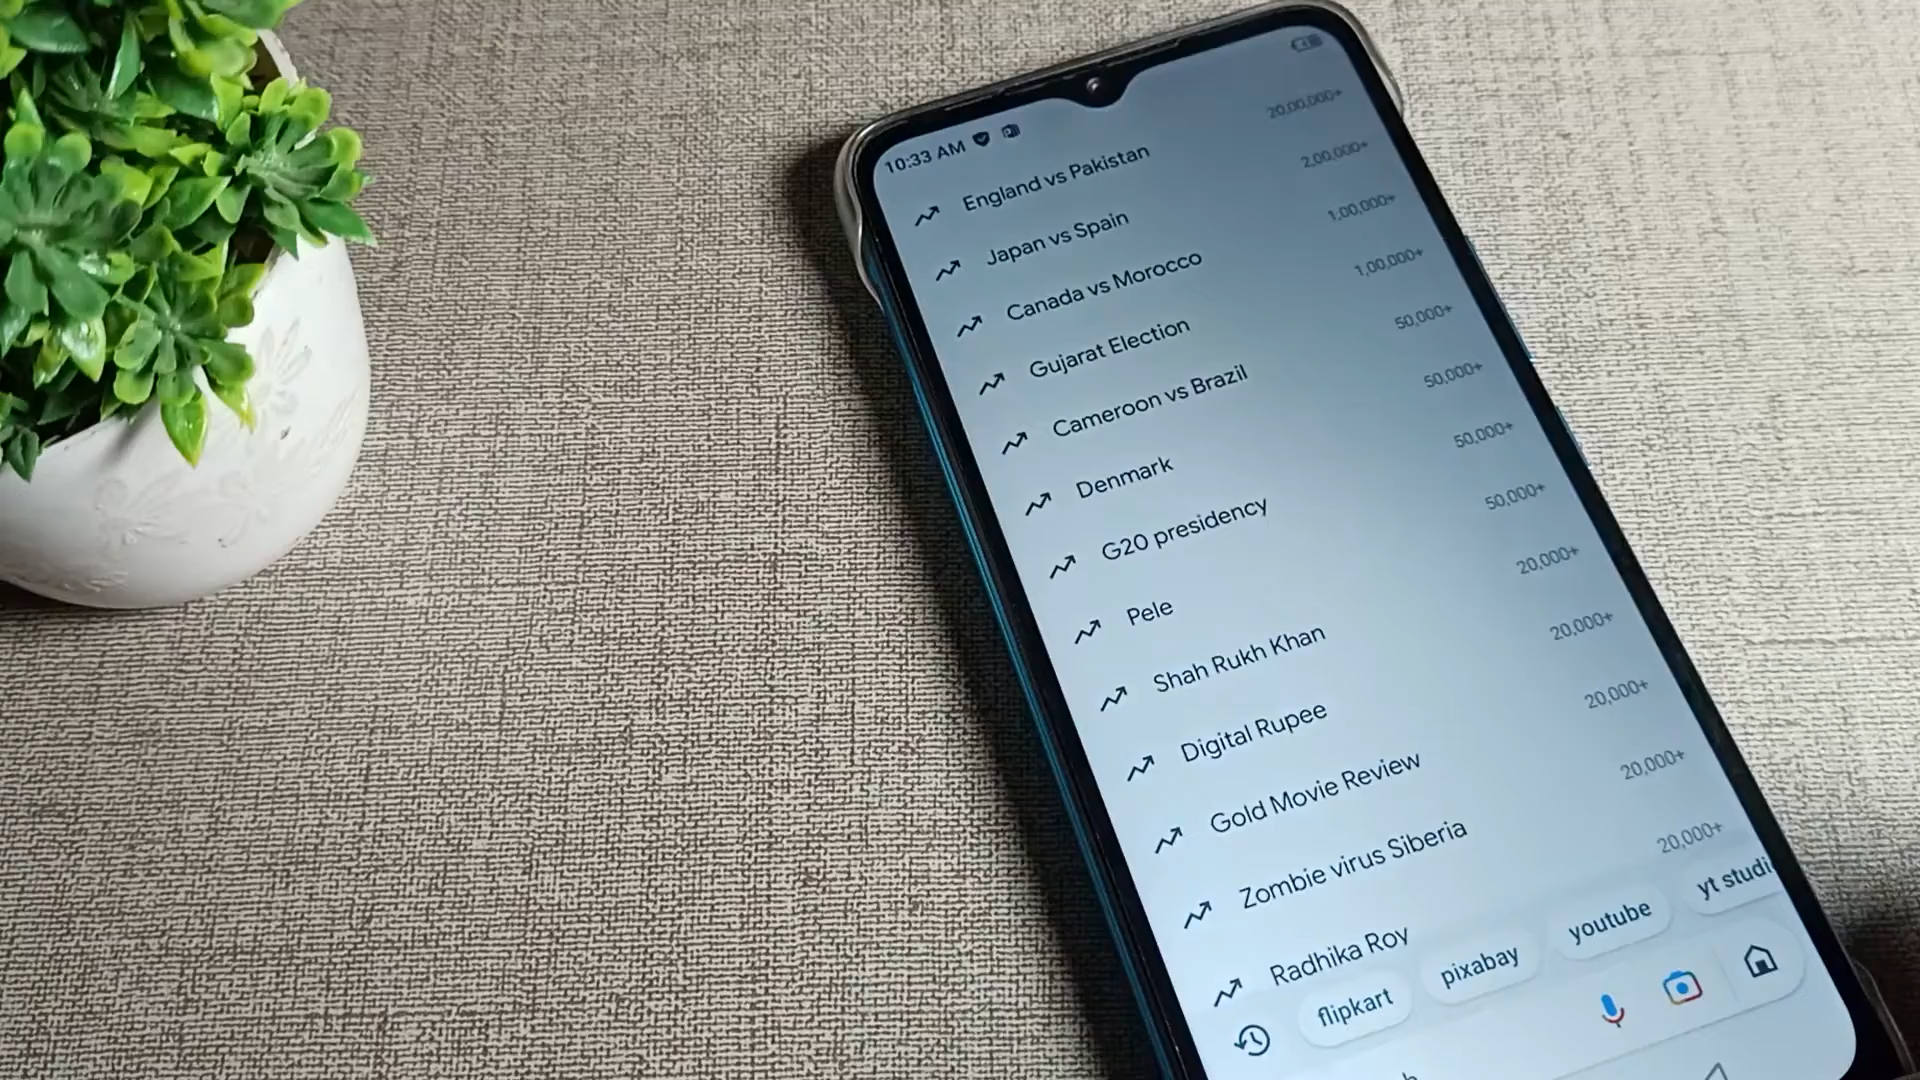 10:33 AM
England vs Pakistan 20,00,000+
Japan vs Spain 2,00,000+
Canada vs Morocco 1,00,000+
Gujarat Election 1,00,000+
Cameroon vs Brazil 50,000+
Denmark 50,000+
G20 presidency 50,000+
Pele 50,000+
Shah Rukh Khan 20,000+
Digital Rupee 20,000+
Gold Movie Review 20,000+
Zombie virus Siberia 20,000+
Radhika Roy 20,000+
flipkart pixabay youtube yt studi